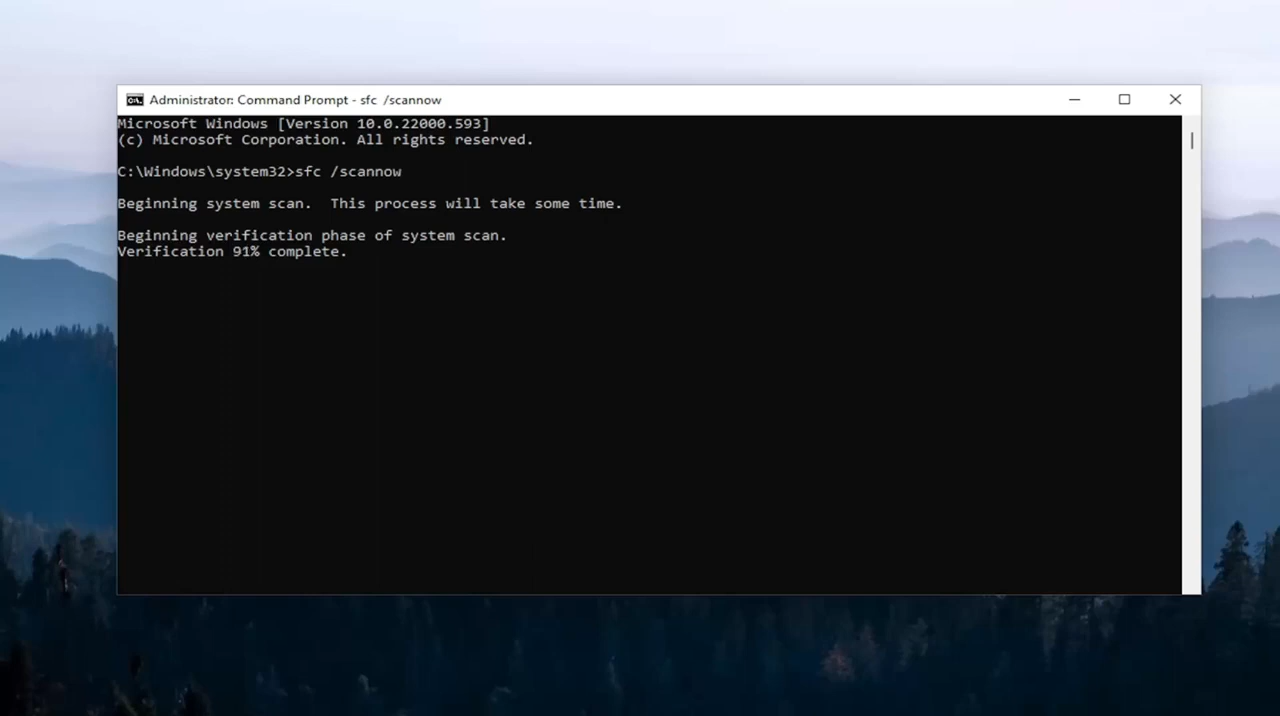 Administrator: Command Prompt - sfc  /scannow
Microsoft Windows [Version 10.0.22000.593]
(c) Microsoft Corporation. All rights reserved.
C:\Windows\system32>sfc /scannow
Beginning system scan.  This process will take some time.
Beginning verification phase of system scan.
Verification 91% complete.